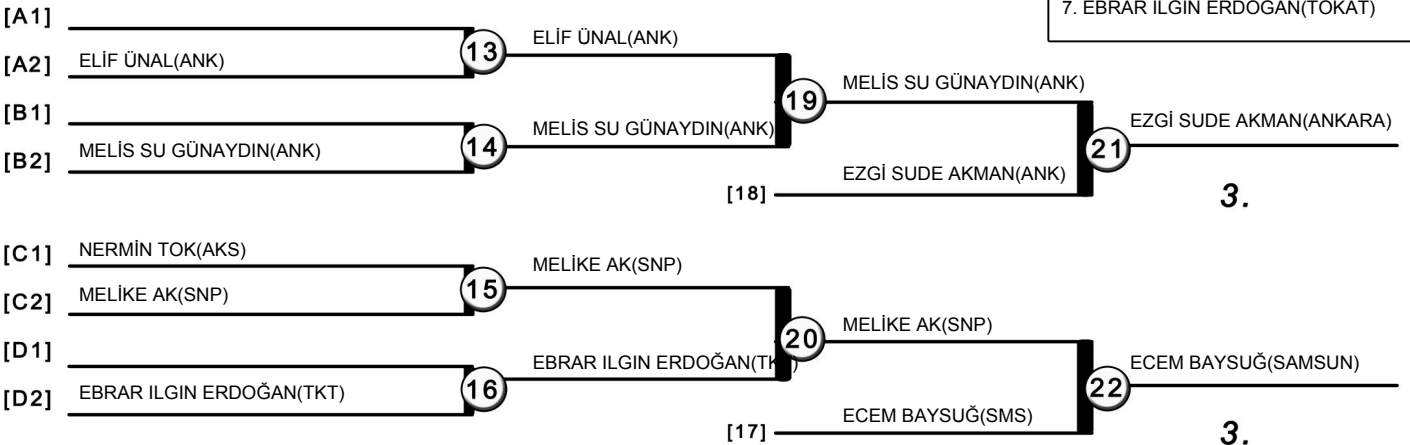 7. EBRAR ILGIN ERDOĞAN(TOKAT)
[A1]
13
ELİF ÜNAL(ANK)
[A2] ELİF ÜNAL(ANK)
19
MELİS SU GÜNAYDIN(ANK)
[B1]
14
MELİS SU GÜNAYDIN(ANK)
[B2] MELİS SU GÜNAYDIN(ANK)
21
EZGİ SUDE AKMAN(ANKARA)
[18] EZGİ SUDE AKMAN(ANK)
3.
[C1] NERMİN TOK(AKS)
15
MELİKE AK(SNP)
[C2] MELİKE AK(SNP)
20
MELİKE AK(SNP)
[D1]
16
EBRAR ILGIN ERDOĞAN(TKT)
[D2] EBRAR ILGIN ERDOĞAN(TKT)
22
ECEM BAYSUĞ(SAMSUN)
[17] ECEM BAYSUĞ(SMS)
3.